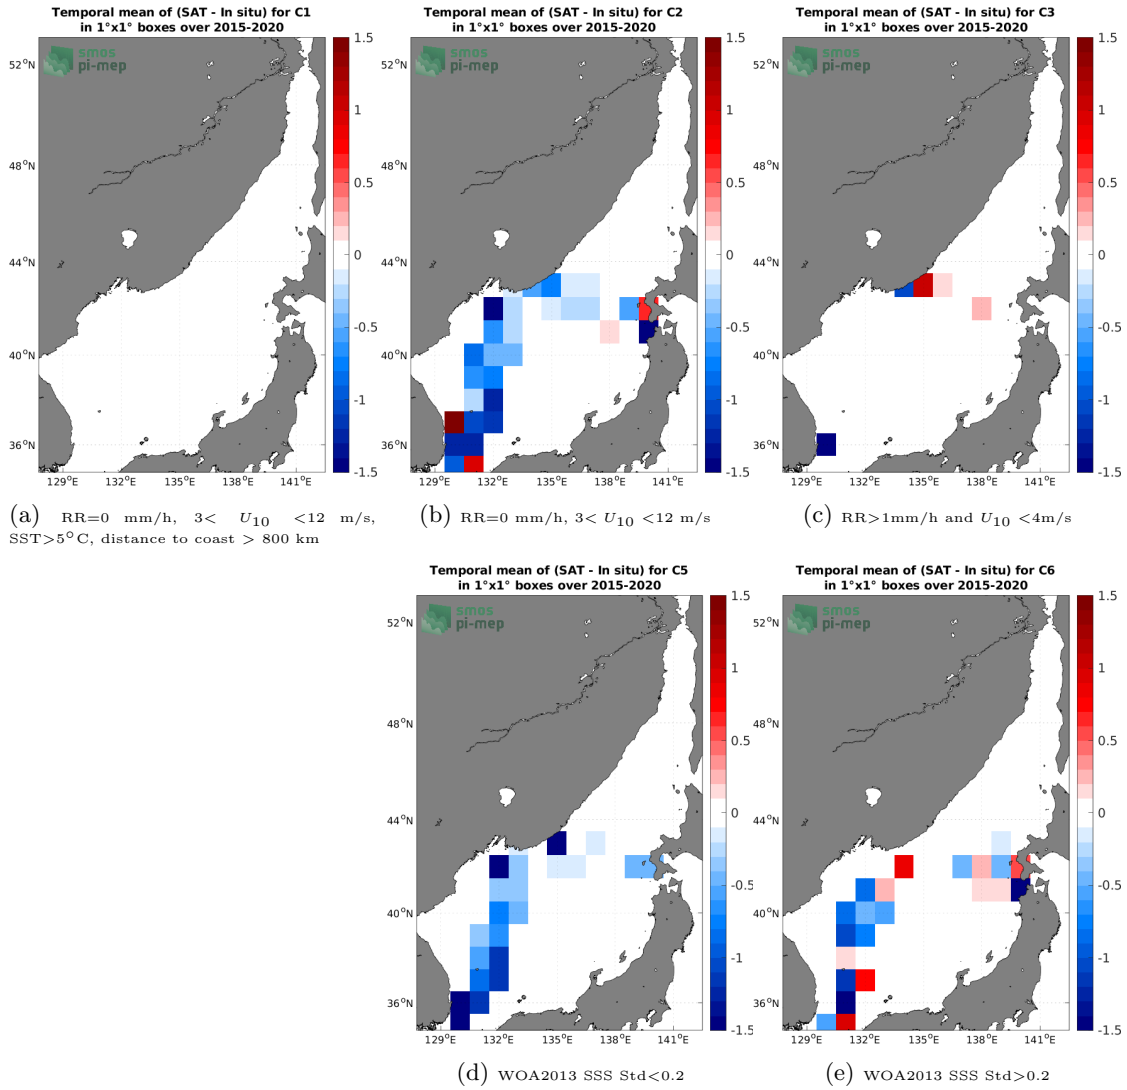 Temporal mean of (SAT - In situ) for C1
in 1°x1° boxes over 2015-2020
smos
pi-mep
52°N
48°N
44°N
40°N
36°N
129°E
132°E
135°E
138°E
141°E
1.5
1
0.5
0
-0.5
-1
-1.5
(a) RR=0 mm/h, 3< U10 <12 m/s,
SST>5°C, distance to coast > 800 km
Temporal mean of (SAT - In situ) for C2
in 1°x1° boxes over 2015-2020
smos
pi-mep
52°N
48°N
44°N
40°N
36°N
129°E
132°E
135°E
138°E
141°E
1.5
1
0.5
0
-0.5
-1
-1.5
(b) RR=0 mm/h, 3< U10 <12 m/s
Temporal mean of (SAT - In situ) for C3
in 1°x1° boxes over 2015-2020
smos
pi-mep
52°N
48°N
44°N
40°N
36°N
129°E
132°E
135°E
138°E
141°E
1.5
1
0.5
0
-0.5
-1
-1.5
(c) RR>1mm/h and U10 <4m/s
Temporal mean of (SAT - In situ) for C5
in 1°x1° boxes over 2015-2020
smos
pi-mep
52°N
48°N
44°N
40°N
36°N
129°E
132°E
135°E
138°E
141°E
1.5
1
0.5
0
-0.5
-1
-1.5
(d) WOA2013 SSS Std<0.2
Temporal mean of (SAT - In situ) for C6
in 1°x1° boxes over 2015-2020
smos
pi-mep
52°N
48°N
44°N
40°N
36°N
129°E
132°E
135°E
138°E
141°E
1.5
1
0.5
0
-0.5
-1
-1.5
(e) WOA2013 SSS Std>0.2